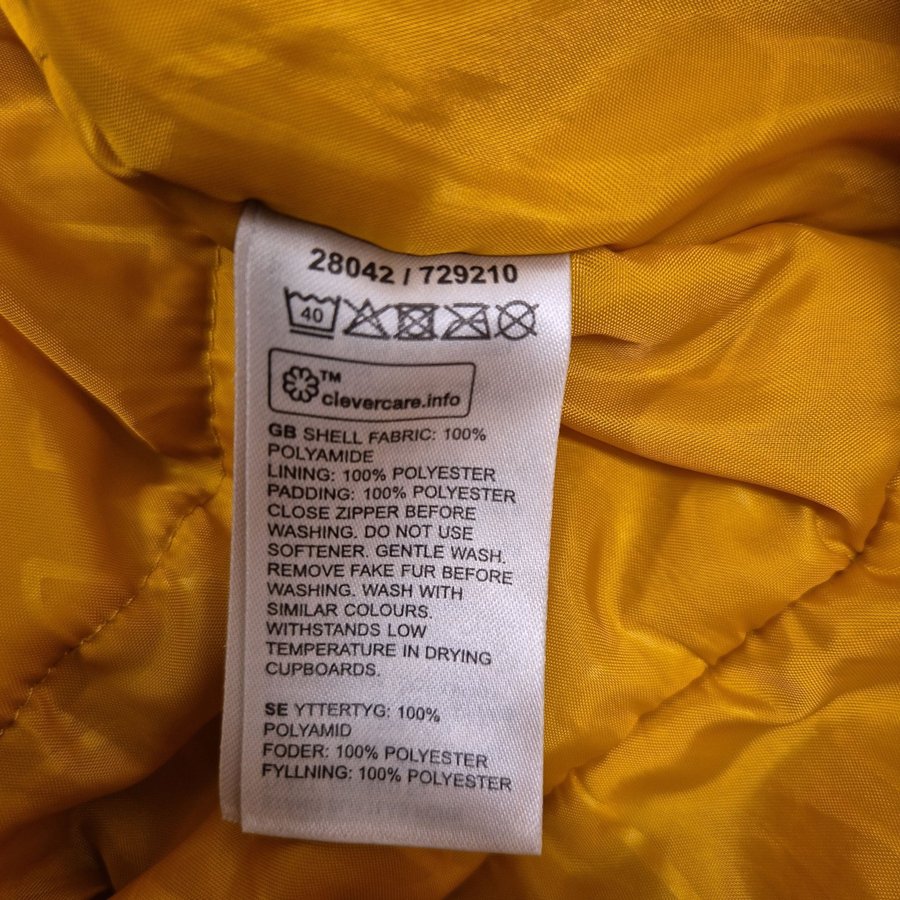 28042 / 729210
40
TM
clevercare.info
GB SHELL FABRIC: 100%
POLYAMIDE
LINING: 100% POLYESTER
PADDING: 100% POLYESTER
CLOSE ZIPPER BEFORE
WASHING. DO NOT USE
SOFTENER. GENTLE WASH.
REMOVE FAKE FUR BEFORE
WASHING. WASH WITH
SIMILAR COLOURS.
WITHSTANDS LOW
TEMPERATURE IN DRYING
CUPBOARDS.
SE YTTERTYG: 100%
POLYAMID
FODER: 100% POLYESTER
FYLLNING: 100% POLYESTER